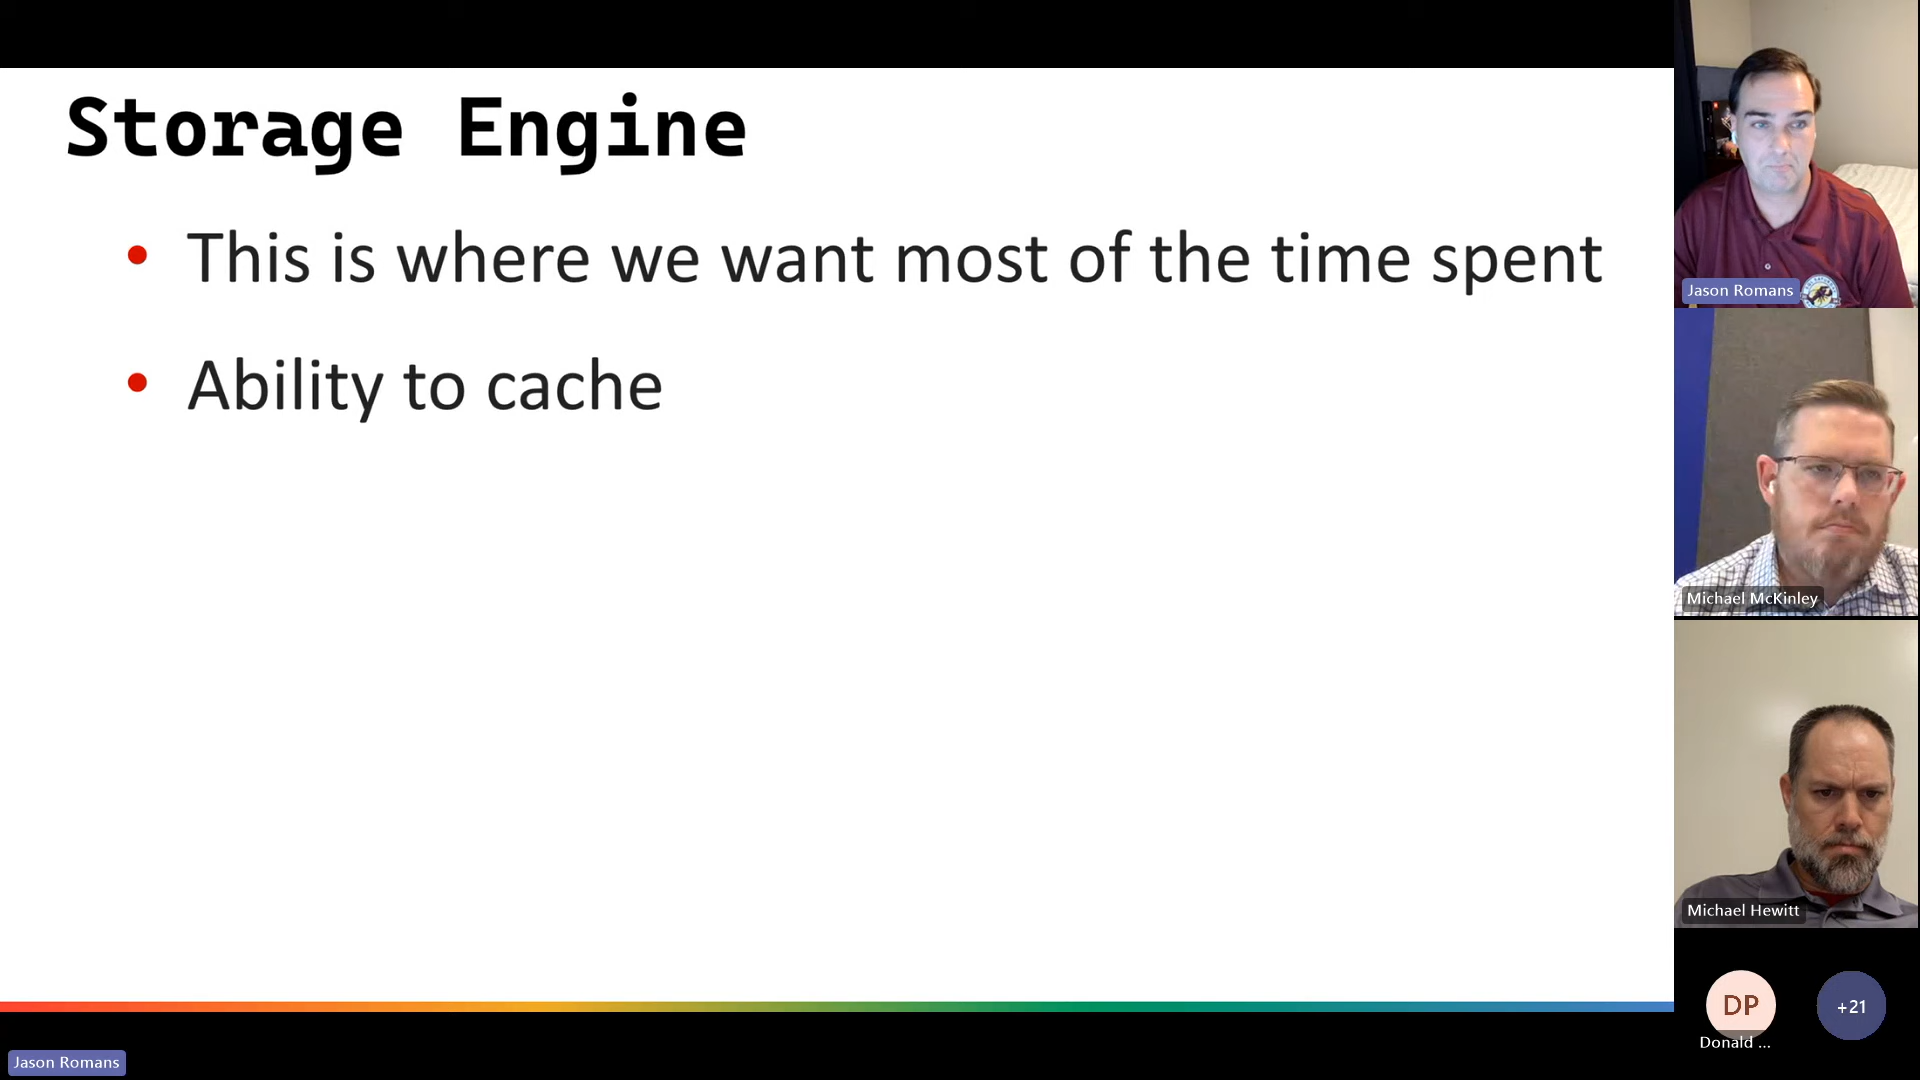 Storage Engine
• This is where we want most of the time spent
• Ability to cache
Jason Romans
Michael McKinley
Michael Hewitt
DP
+21
Donald ...
Jason Romans